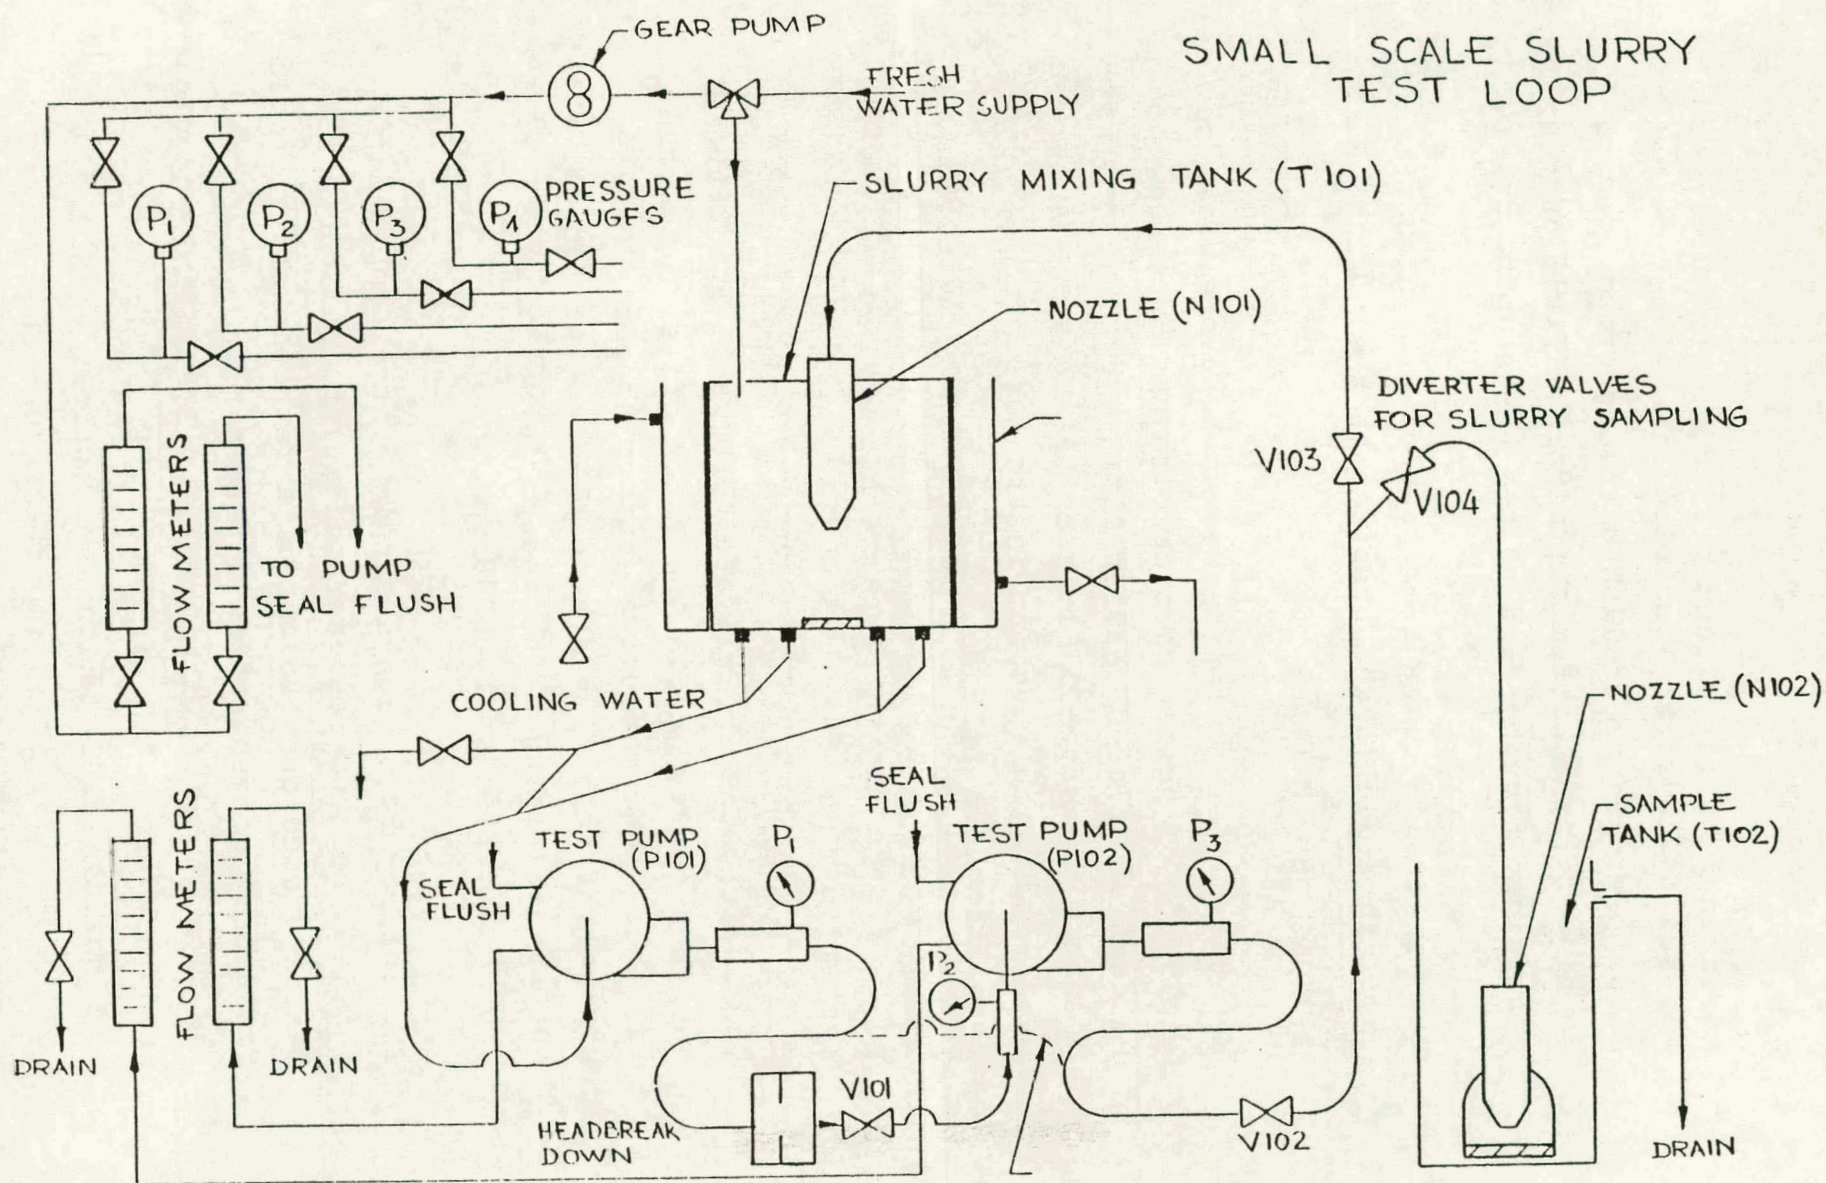 GEAR PUMP
SMALL SCALE SLURRY
TEST LOOP
FRESH
WATER SUPPLY
SLURRY MIXING TANK (T101)
PRESSURE
GAUGES
P1
P2
P3
P4
NOZZLE (N101)
DIVERTER VALVES
FOR SLURRY SAMPLING
V103
V104
FLOW METERS
TO PUMP
SEAL FLUSH
COOLING WATER
NOZZLE (N102)
SEAL
FLUSH
SAMPLE
TANK (T102)
TEST PUMP
(P101)
P1
TEST PUMP
(P102)
P3
FLOW METERS
SEAL
FLUSH
P2
DRAIN
DRAIN
V101
HEADBREAK
DOWN
V102
DRAIN